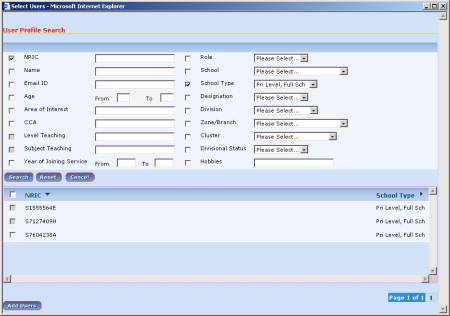 Select Users - Microsoft Internet Explorer
User Profile Search
NRIC Role Please Select...
Name School Please Select...
Email ID School Type Pri Level, Full Sch
Age From To Designation Please Select...
Area of Interest Division Please Select...
CCA Zone/Branch Please Select...
Level Teaching Cluster Please Select...
Subject Teaching Divisional Status Please Select...
Year of Joining Service From To Hobbies
Search Reset Cancel
NRIC School Type
S1555564E Pri Level, Full Sch
S7127409H Pri Level, Full Sch
S7604238A Pri Level, Full Sch
Page 1 of 1 1
Add Users